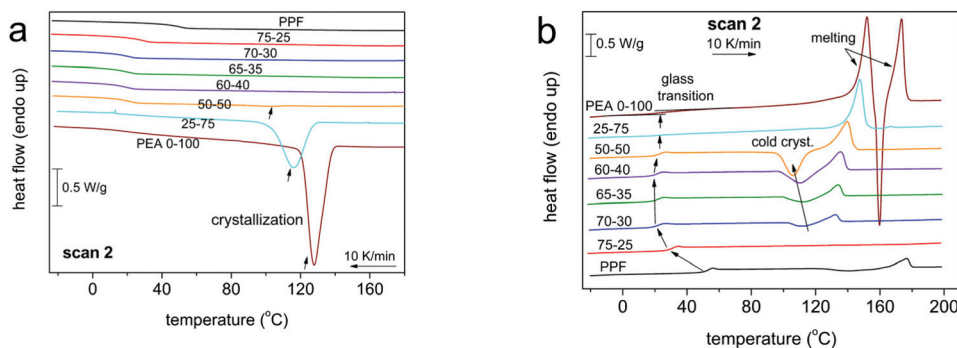 a
PPF
75-25
70-30
65-35
60-40
50-50
25-75
PEA 0-100
0.5 W/g
crystallization
scan 2
10 K/min
heat flow (endo up)
0 40 80 120 160
temperature (°C)
b
scan 2
0.5 W/g
10 K/min
melting
glass
transition
PEA 0-100
25-75
50-50
cold cryst.
60-40
65-35
70-30
75-25
PPF
heat flow (endo up)
0 40 80 120 160 200
temperature (°C)